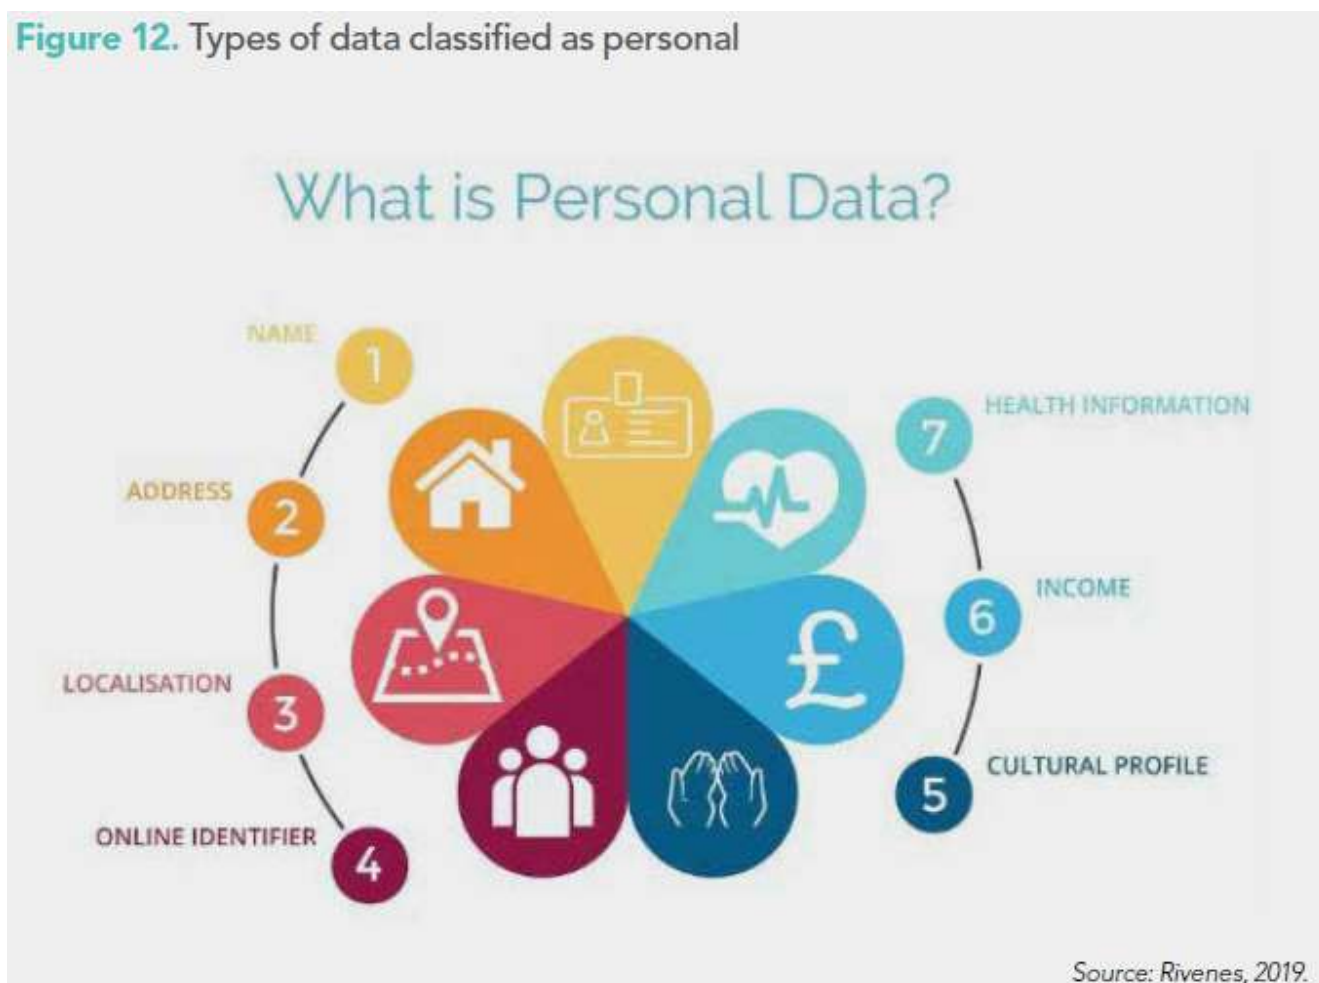 Figure 12. Types of data classified as personal
What is Personal Data?
NAME
1
ADDRESS
2
LOCALISATION
3
ONLINE IDENTIFIER
4
7
HEALTH INFORMATION
6
INCOME
5
CULTURAL PROFILE
£
Source: Rivenes, 2019.